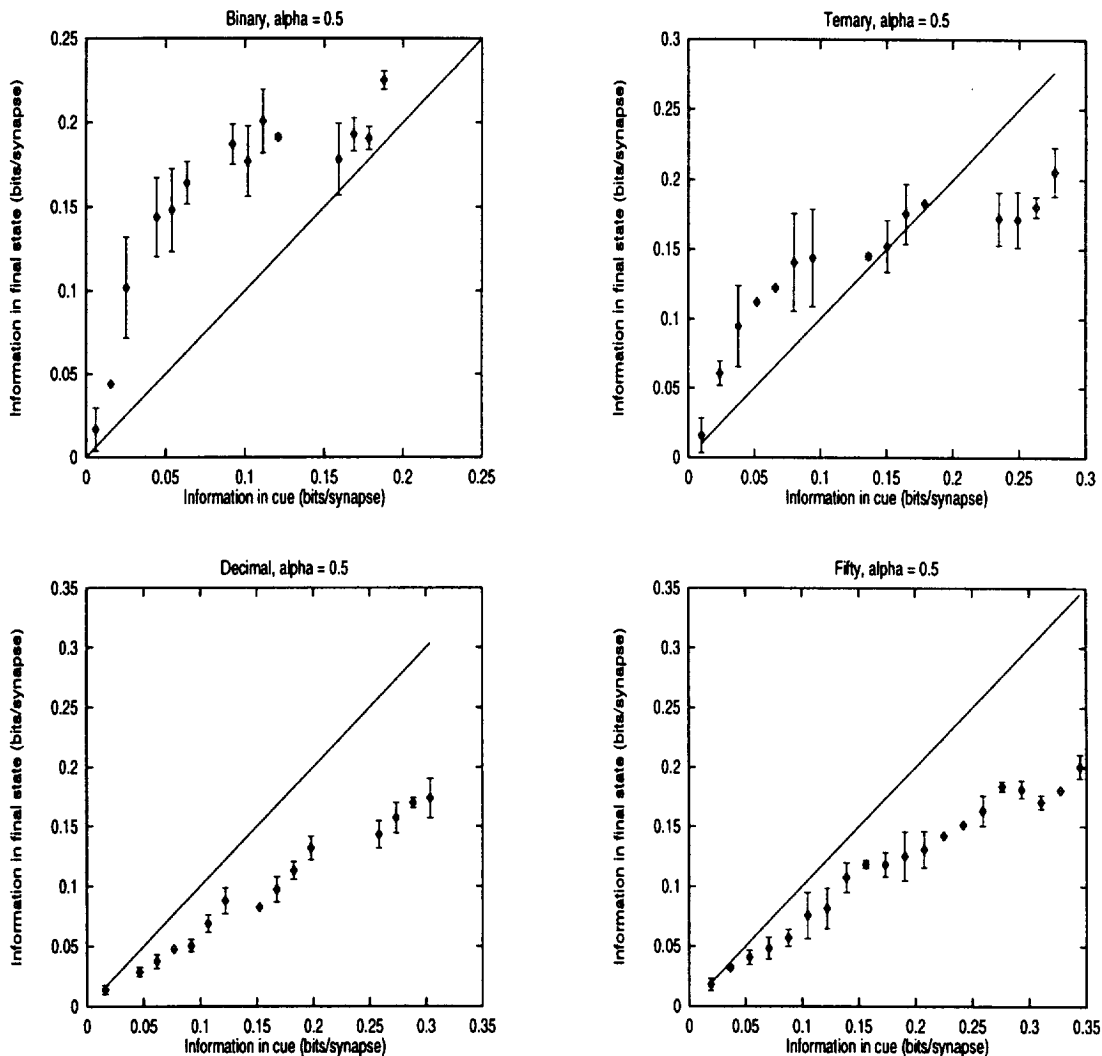 Binary, alpha = 0.5
Information in final state (bits/synapse)
0.25
0.2
0.15
0.1
0.05
0
0 0.05 0.1 0.15 0.2 0.25
Information in cue (bits/synapse)
Ternary, alpha = 0.5
Information in final state (bits/synapse)
0.3
0.25
0.2
0.15
0.1
0.05
0
0 0.05 0.1 0.15 0.2 0.25 0.3
Information in cue (bits/synapse)
Decimal, alpha = 0.5
Information in final state (bits/synapse)
0.35
0.3
0.25
0.2
0.15
0.1
0.05
0
0 0.05 0.1 0.15 0.2 0.25 0.3 0.35
Information in cue (bits/synapse)
Fifty, alpha = 0.5
Information in final state (bits/synapse)
0.35
0.3
0.25
0.2
0.15
0.1
0.05
0
0 0.05 0.1 0.15 0.2 0.25 0.3 0.35
Information in cue (bits/synapse)